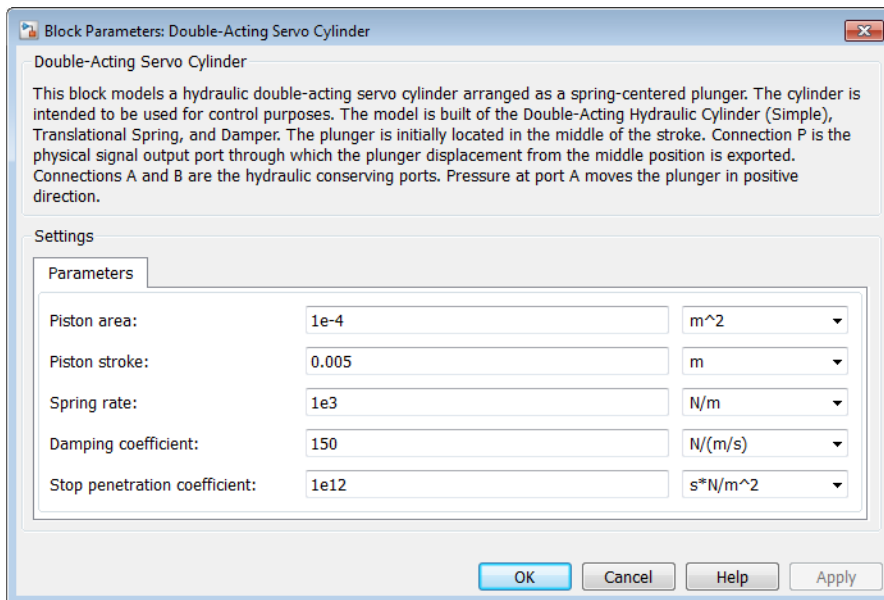 Block Parameters: Double-Acting Servo Cylinder
Double-Acting Servo Cylinder
This block models a hydraulic double-acting servo cylinder arranged as a spring-centered plunger. The cylinder is
intended to be used for control purposes. The model is built of the Double-Acting Hydraulic Cylinder (Simple),
Translational Spring, and Damper. The plunger is initially located in the middle of the stroke. Connection P is the
physical signal output port through which the plunger displacement from the middle position is exported.
Connections A and B are the hydraulic conserving ports. Pressure at port A moves the plunger in positive
direction.
Settings
Parameters
Piston area: 1e-4 m^2
Piston stroke: 0.005 m
Spring rate: 1e3 N/m
Damping coefficient: 150 N/(m/s)
Stop penetration coefficient: 1e12 s*N/m^2
OK Cancel Help Apply